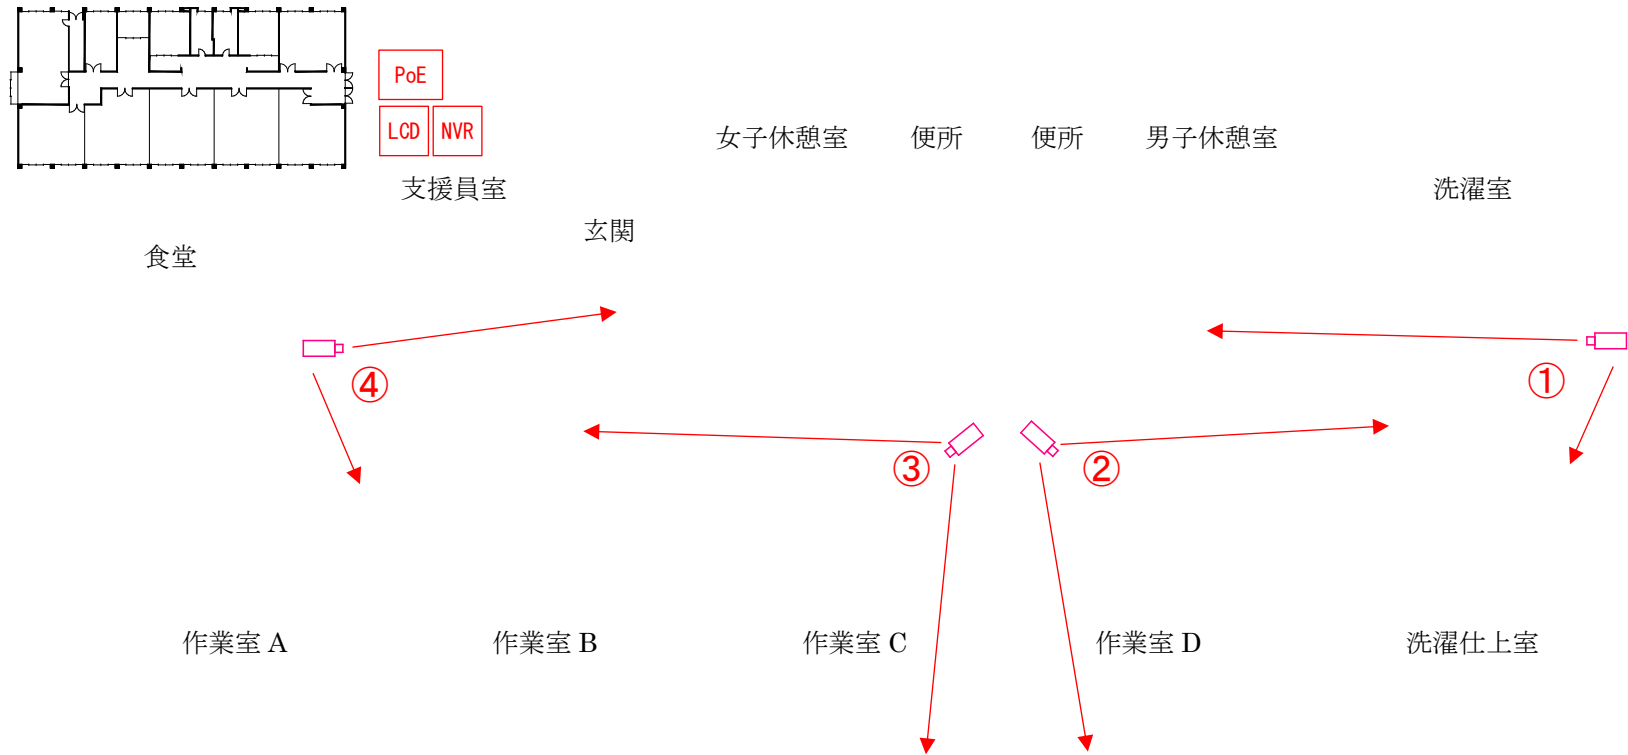 PoE
LCD NVR
女子休憩室 便所 便所 男子休憩室
支援員室 洗濯室
玄関
食堂
④ ①
③ ②
作業室 A 作業室 B 作業室 C 作業室 D 洗濯仕上室